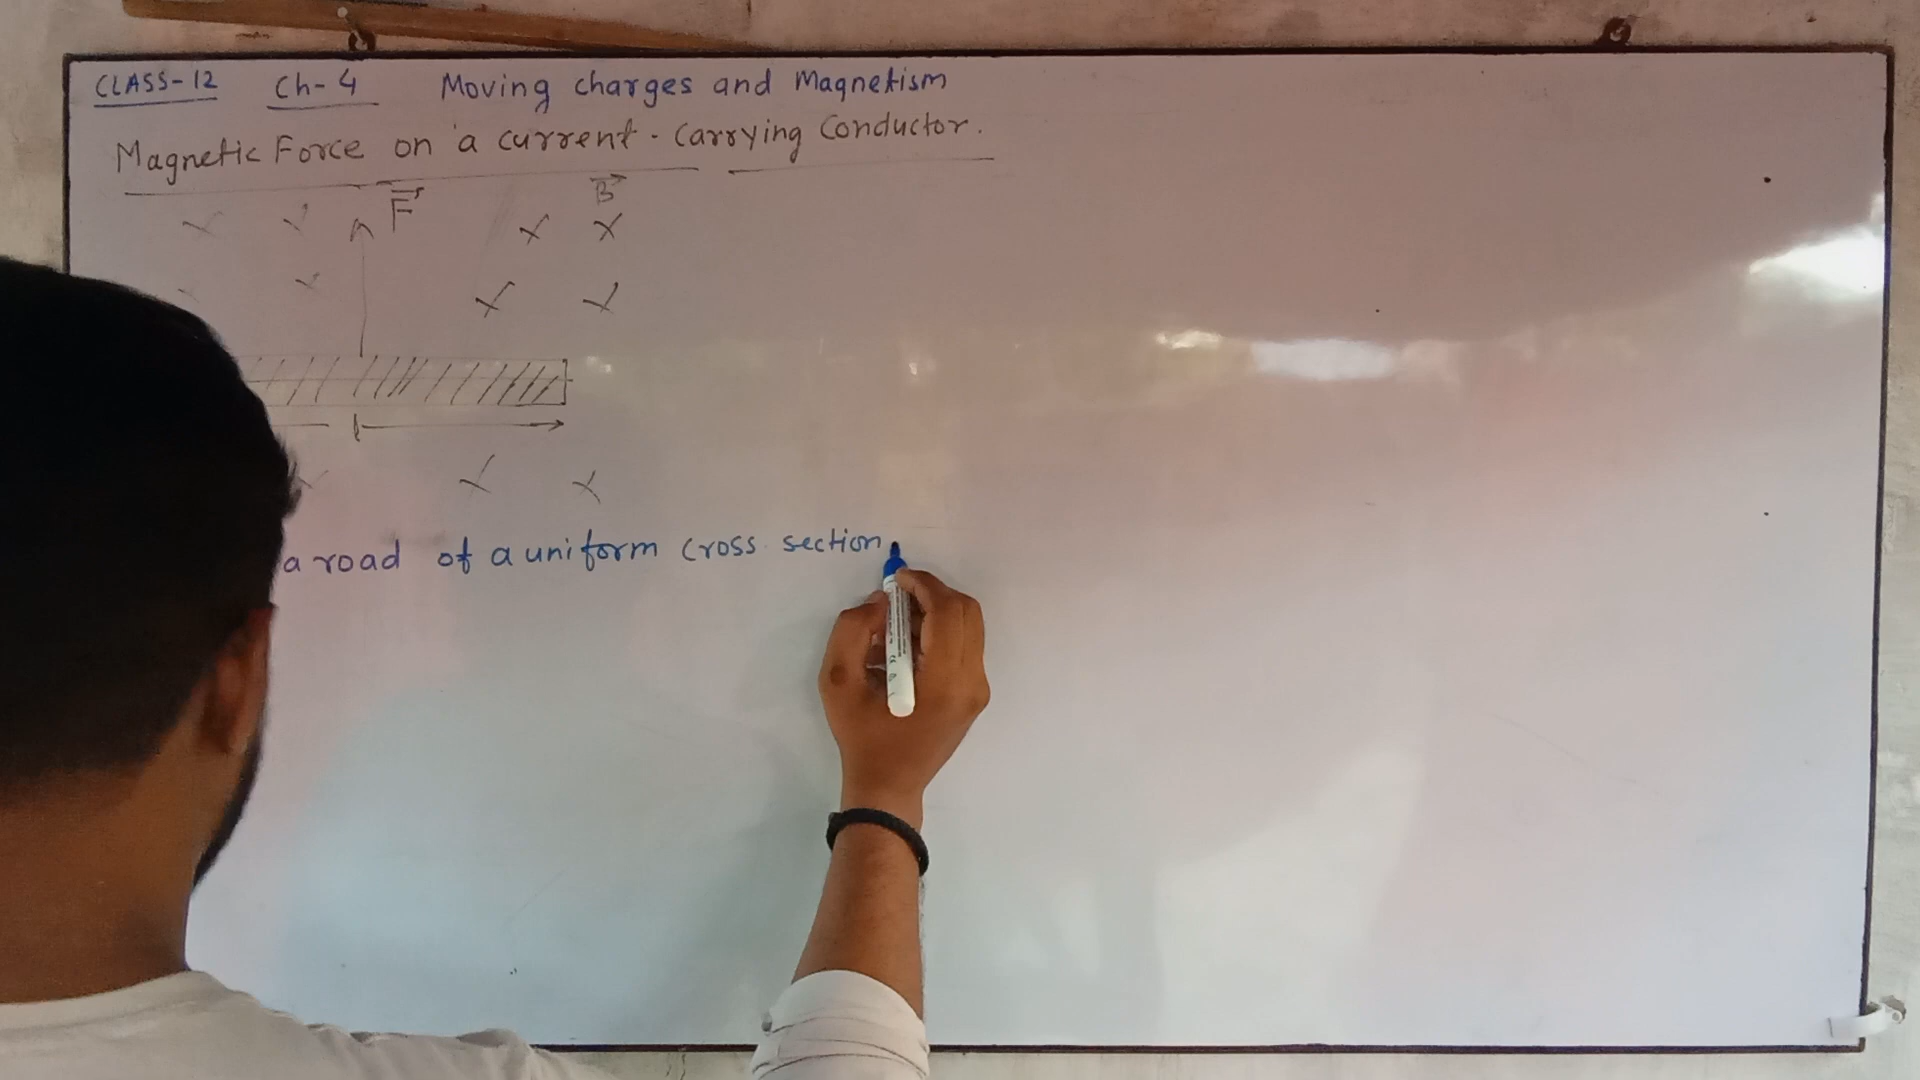 CLASS-12 Ch-4 Moving charges and Magnetism
Magnetic Force on a current - Carrying Conductor.
F B
l
a road of a uniform cross section